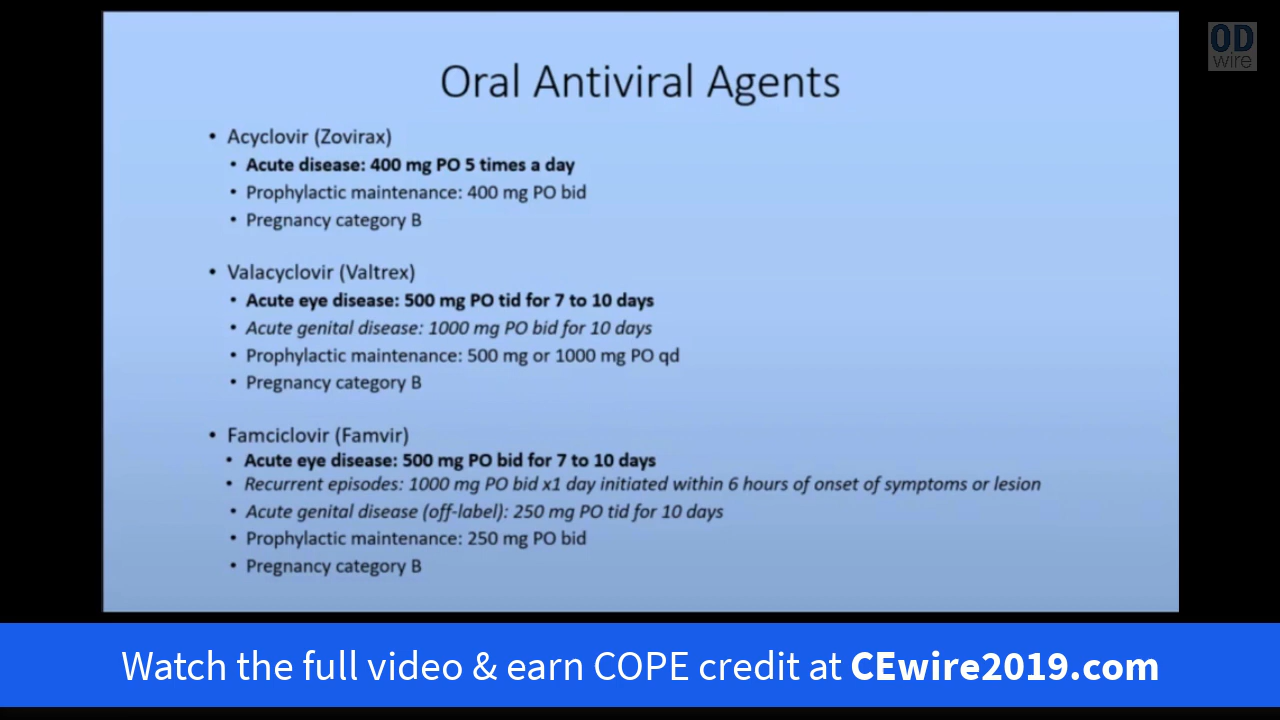 OD
wire
Oral Antiviral Agents
• Acyclovir (Zovirax)
• Acute disease: 400 mg PO 5 times a day
• Prophylactic maintenance: 400 mg PO bid
• Pregnancy category B
• Valacyclovir (Valtrex)
• Acute eye disease: 500 mg PO tid for 7 to 10 days
• Acute genital disease: 1000 mg PO bid for 10 days
• Prophylactic maintenance: 500 mg or 1000 mg PO qd
• Pregnancy category B
• Famciclovir (Famvir)
• Acute eye disease: 500 mg PO bid for 7 to 10 days
• Recurrent episodes: 1000 mg PO bid x1 day initiated within 6 hours of onset of symptoms or lesion
• Acute genital disease (off-label): 250 mg PO tid for 10 days
• Prophylactic maintenance: 250 mg PO bid
• Pregnancy category B
Watch the full video & earn COPE credit at CEwire2019.com